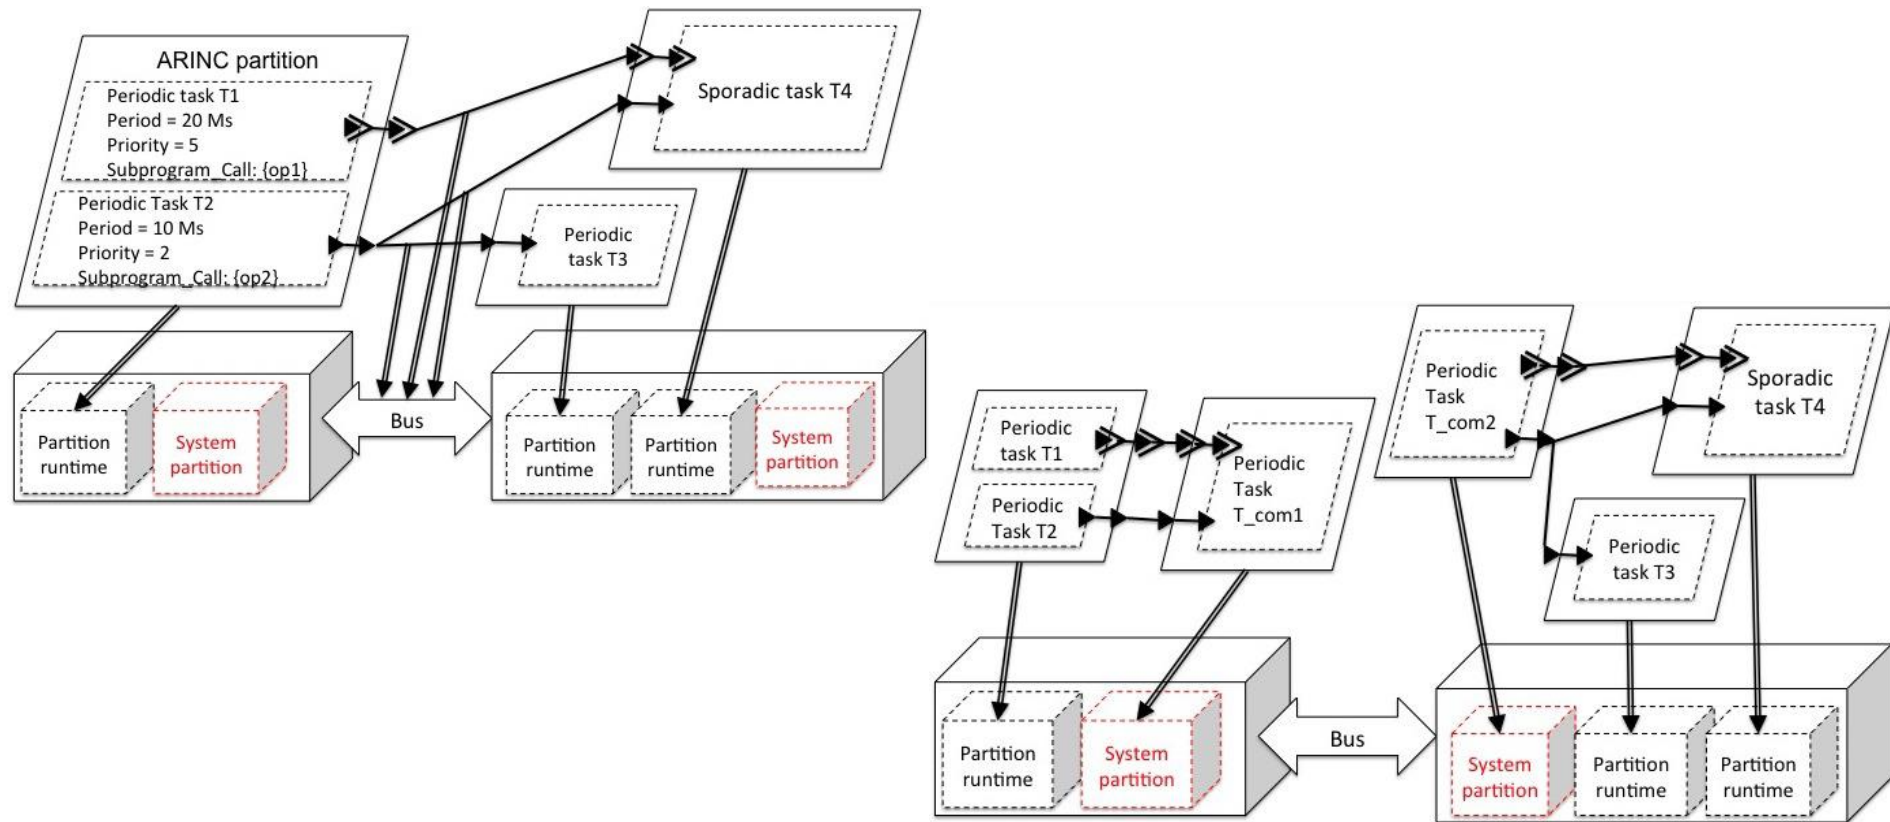 ARINC partition
Periodic task T1
Period = 20 Ms
Priority = 5
Subprogram_Call: {op1}
Periodic Task T2
Period = 10 Ms
Priority = 2
Subprogram_Call: {op2}
Sporadic task T4
Periodic
task T3
Partition
runtime
System
partition
Bus
Partition
runtime
Partition
runtime
System
partition
Periodic
task T1
Periodic
Task T2
Periodic
Task
T_com1
Periodic
Task
T_com2
Sporadic
task T4
Periodic
task T3
Partition
runtime
System
partition
Bus
System
partition
Partition
runtime
Partition
runtime